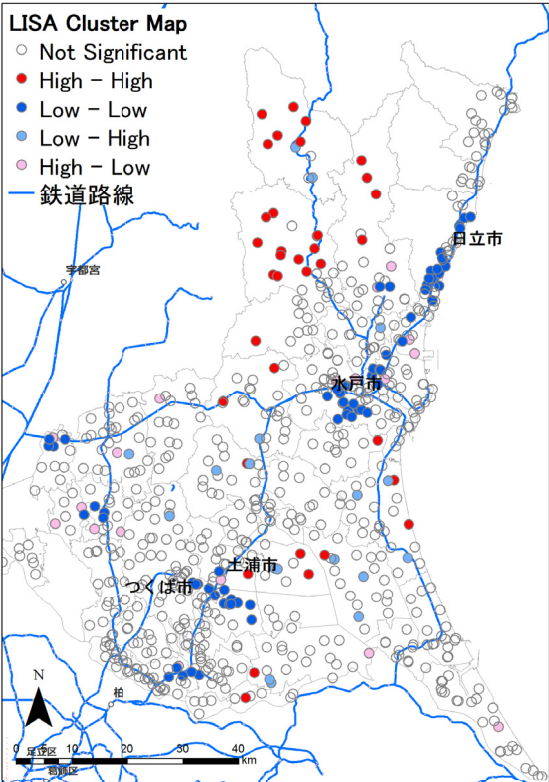 LISA Cluster Map
Not Significant
High - High
Low - Low
Low - High
High - Low
鉄道路線
日立市
宇都宮
水戸市
土浦市
つくば市
N
柏
足立区
0 5 10 20 30 40 km
葛飾区